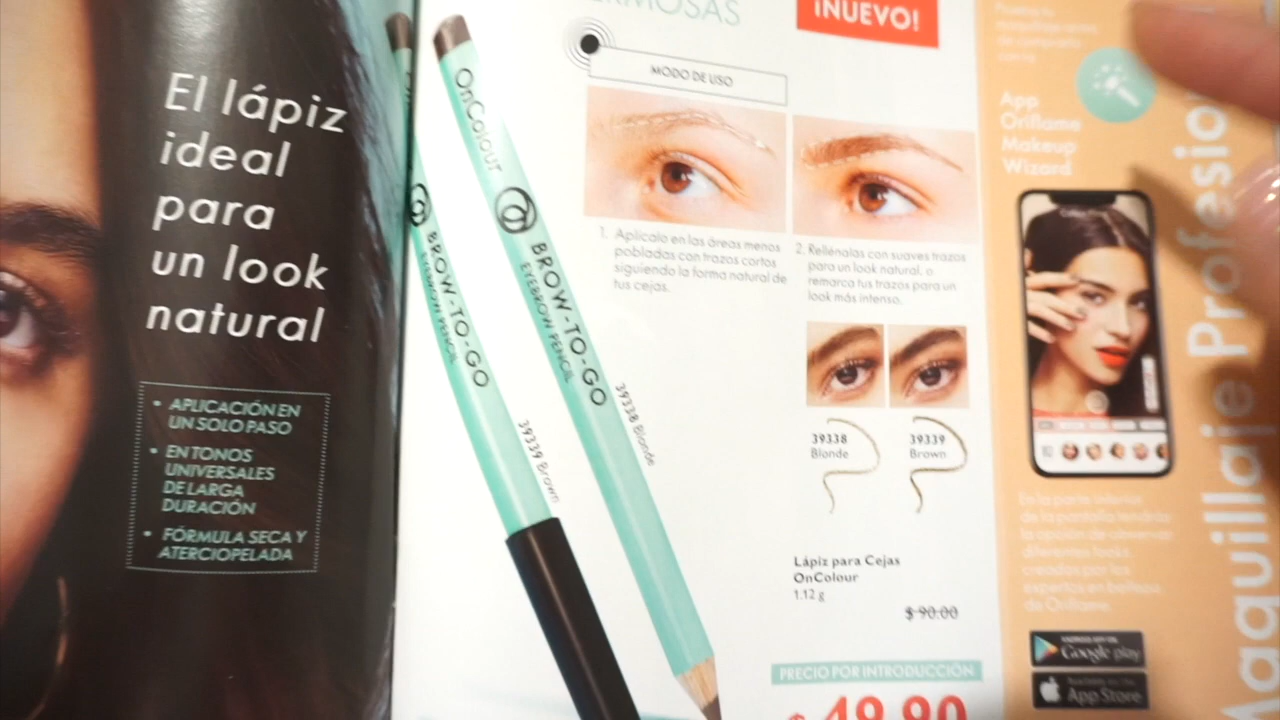 El lápiz
ideal
para
un look
natural
• APLICACIÓN EN
UN SOLO PASO
• EN TONOS
UNIVERSALES
DE LARGA
DURACIÓN
• FÓRMULA SECA Y
ATERCIOPELADA
¡NUEVO!
OnColour
BROW-TO-GO
EYEBROW PENCIL
39338 Blonde
BROW-TO-GO
EYEBROW PENCIL
39339 Brown
MODO DE USO
1. Aplícalo en las áreas menos
pobladas con trazos cortos
siguiendo la forma natural de
tus cejas.
2. Rellénalas con suaves trazos
para un look natural, o
remarca tus trazos para un
look más intenso.
39338
Blonde
39339
Brown
Lápiz para Cejas
OnColour
1.12 g
$ 90.00
PRECIO POR INTRODUCCIÓN
$ 49.90
App
Oriflame
Makeup
Wizard
En la parte inferior
de la pantalla tendrás
la opción de
diferentes looks
creados por los
expertos en belleza
de Oriflame.
Google play
App Store
Maquillaje Profesio